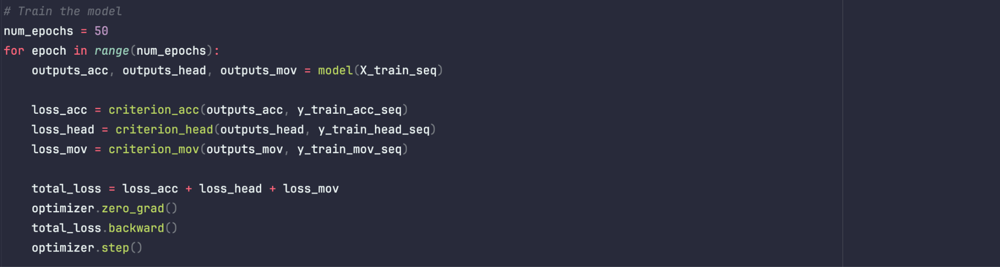 # Train the model
num_epochs = 50
for epoch in range(num_epochs):
    outputs_acc, outputs_head, outputs_mov = model(X_train_seq)

    loss_acc = criterion_acc(outputs_acc, y_train_acc_seq)
    loss_head = criterion_head(outputs_head, y_train_head_seq)
    loss_mov = criterion_mov(outputs_mov, y_train_mov_seq)

    total_loss = loss_acc + loss_head + loss_mov
    optimizer.zero_grad()
    total_loss.backward()
    optimizer.step()